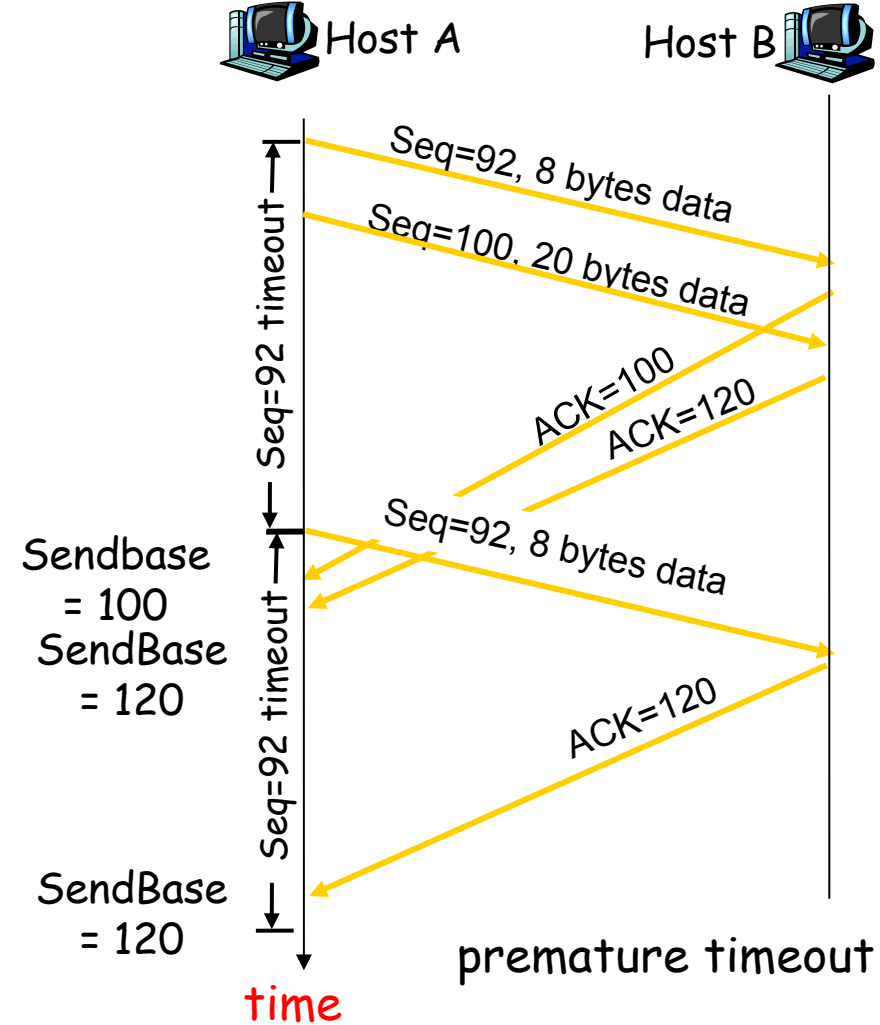 Host A
Host B
Seq=92, 8 bytes data
Seq=100, 20 bytes data
Seq=92 timeout
ACK=100
ACK=120
Seq=92, 8 bytes data
Sendbase
= 100
SendBase
= 120
Seq=92 timeout
ACK=120
SendBase
= 120
premature timeout
time